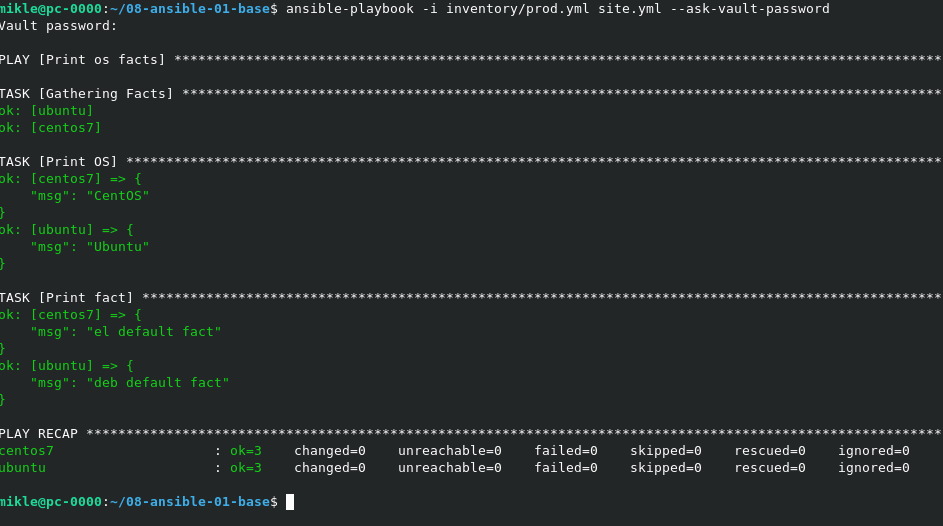 mikle@pc-0000:~/08-ansible-01-base$ ansible-playbook -i inventory/prod.yml site.yml --ask-vault-password
Vault password:
PLAY [Print os facts] ************************************************************************************************
TASK [Gathering Facts] ***********************************************************************************************
ok: [ubuntu]
ok: [centos7]
TASK [Print OS] ******************************************************************************************************
ok: [centos7] => {
    "msg": "CentOS"
}
ok: [ubuntu] => {
    "msg": "Ubuntu"
}
TASK [Print fact] ****************************************************************************************************
ok: [centos7] => {
    "msg": "el default fact"
}
ok: [ubuntu] => {
    "msg": "deb default fact"
}
PLAY RECAP ***********************************************************************************************************
centos7                    : ok=3    changed=0    unreachable=0    failed=0    skipped=0    rescued=0    ignored=0
ubuntu                     : ok=3    changed=0    unreachable=0    failed=0    skipped=0    rescued=0    ignored=0
mikle@pc-0000:~/08-ansible-01-base$